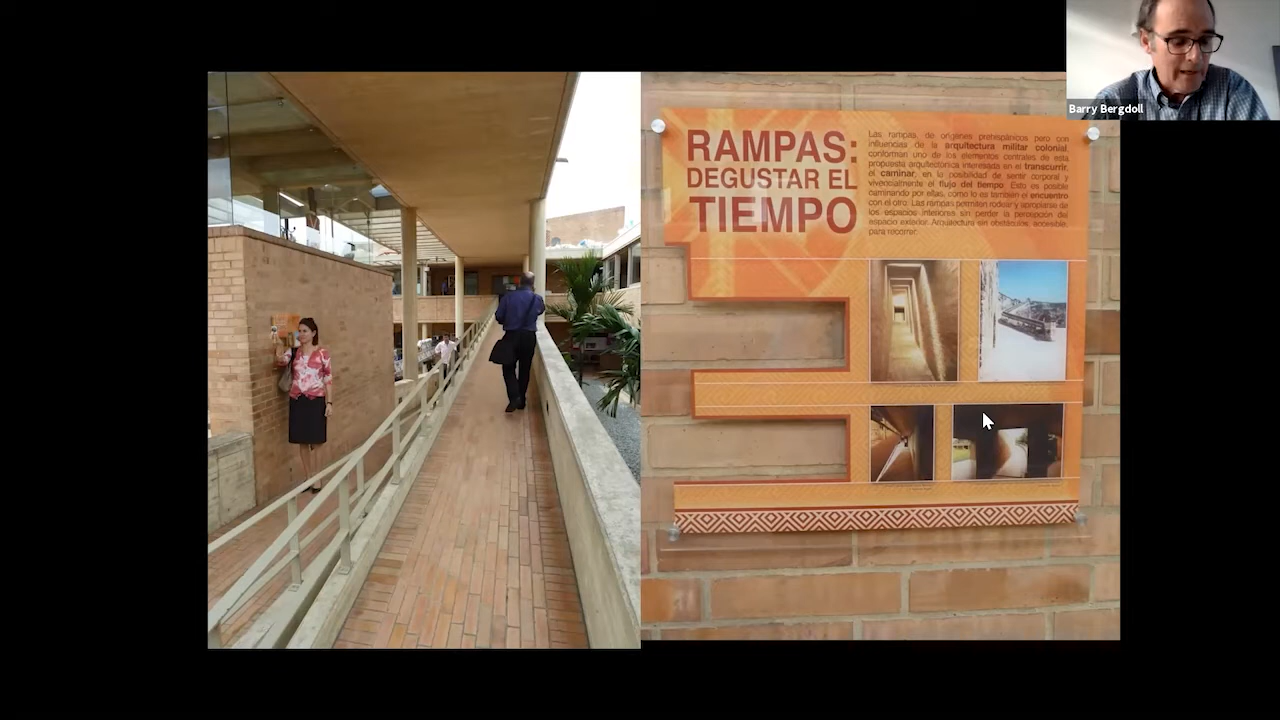 Barry Bergdoll
RAMPAS:
DEGUSTAR EL
TIEMPO
Las rampas, de orígenes prehispánicos pero con
influencias de la arquitectura militar colonial,
conforman uno de los elementos centrales de esta
propuesta arquitectónica interesada en el transcurrir,
el caminar, en la posibilidad de sentir corporal y
vivencialmente el flujo del tiempo. Esto es posible
caminando por ellas, como lo es también el encuentro
con el otro. Las rampas permiten rodear y apropiarse de
los espacios interiores sin perder la percepción del
espacio exterior. Arquitectura sin obstáculos, accesible,
para recorrer.